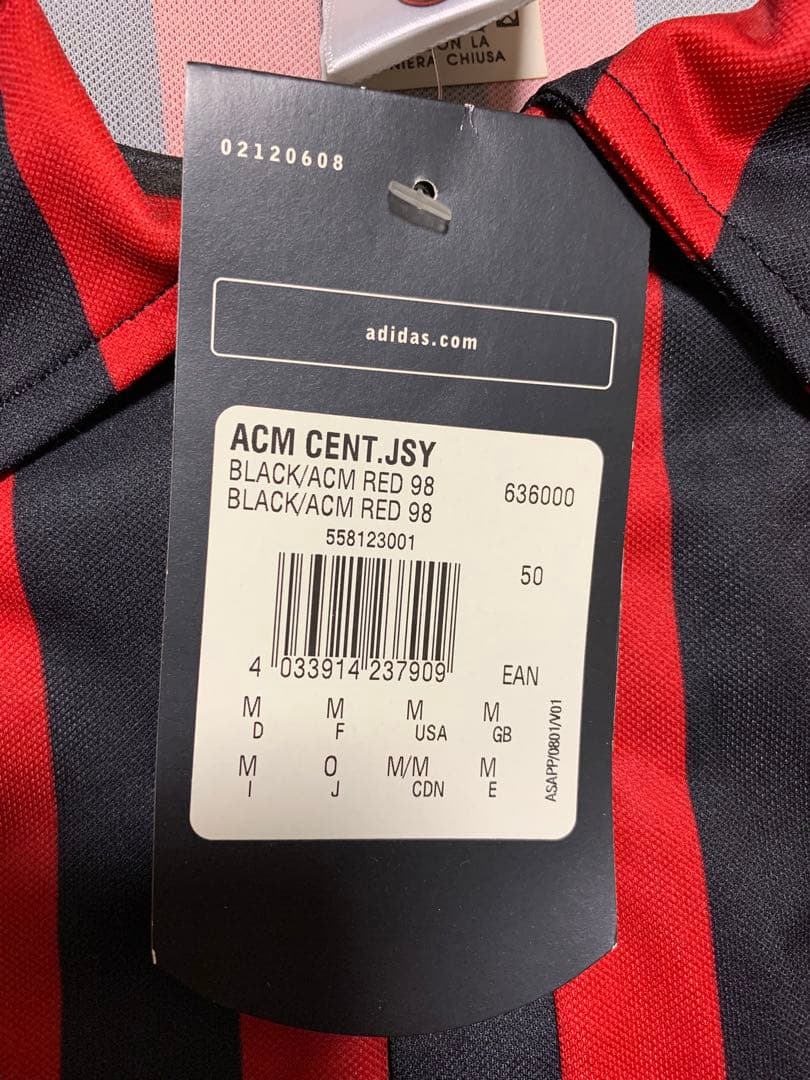 ON LA
NIERA CHIUSA
02120608
adidas.com
ACM CENT.JSY
BLACK/ACM RED 98
BLACK/ACM RED 98
636000
558123001
50
4 033914 237909
EAN
M M M M
D F USA GB
M O M/M M
I J CDN E
ASAPP/0801/V01